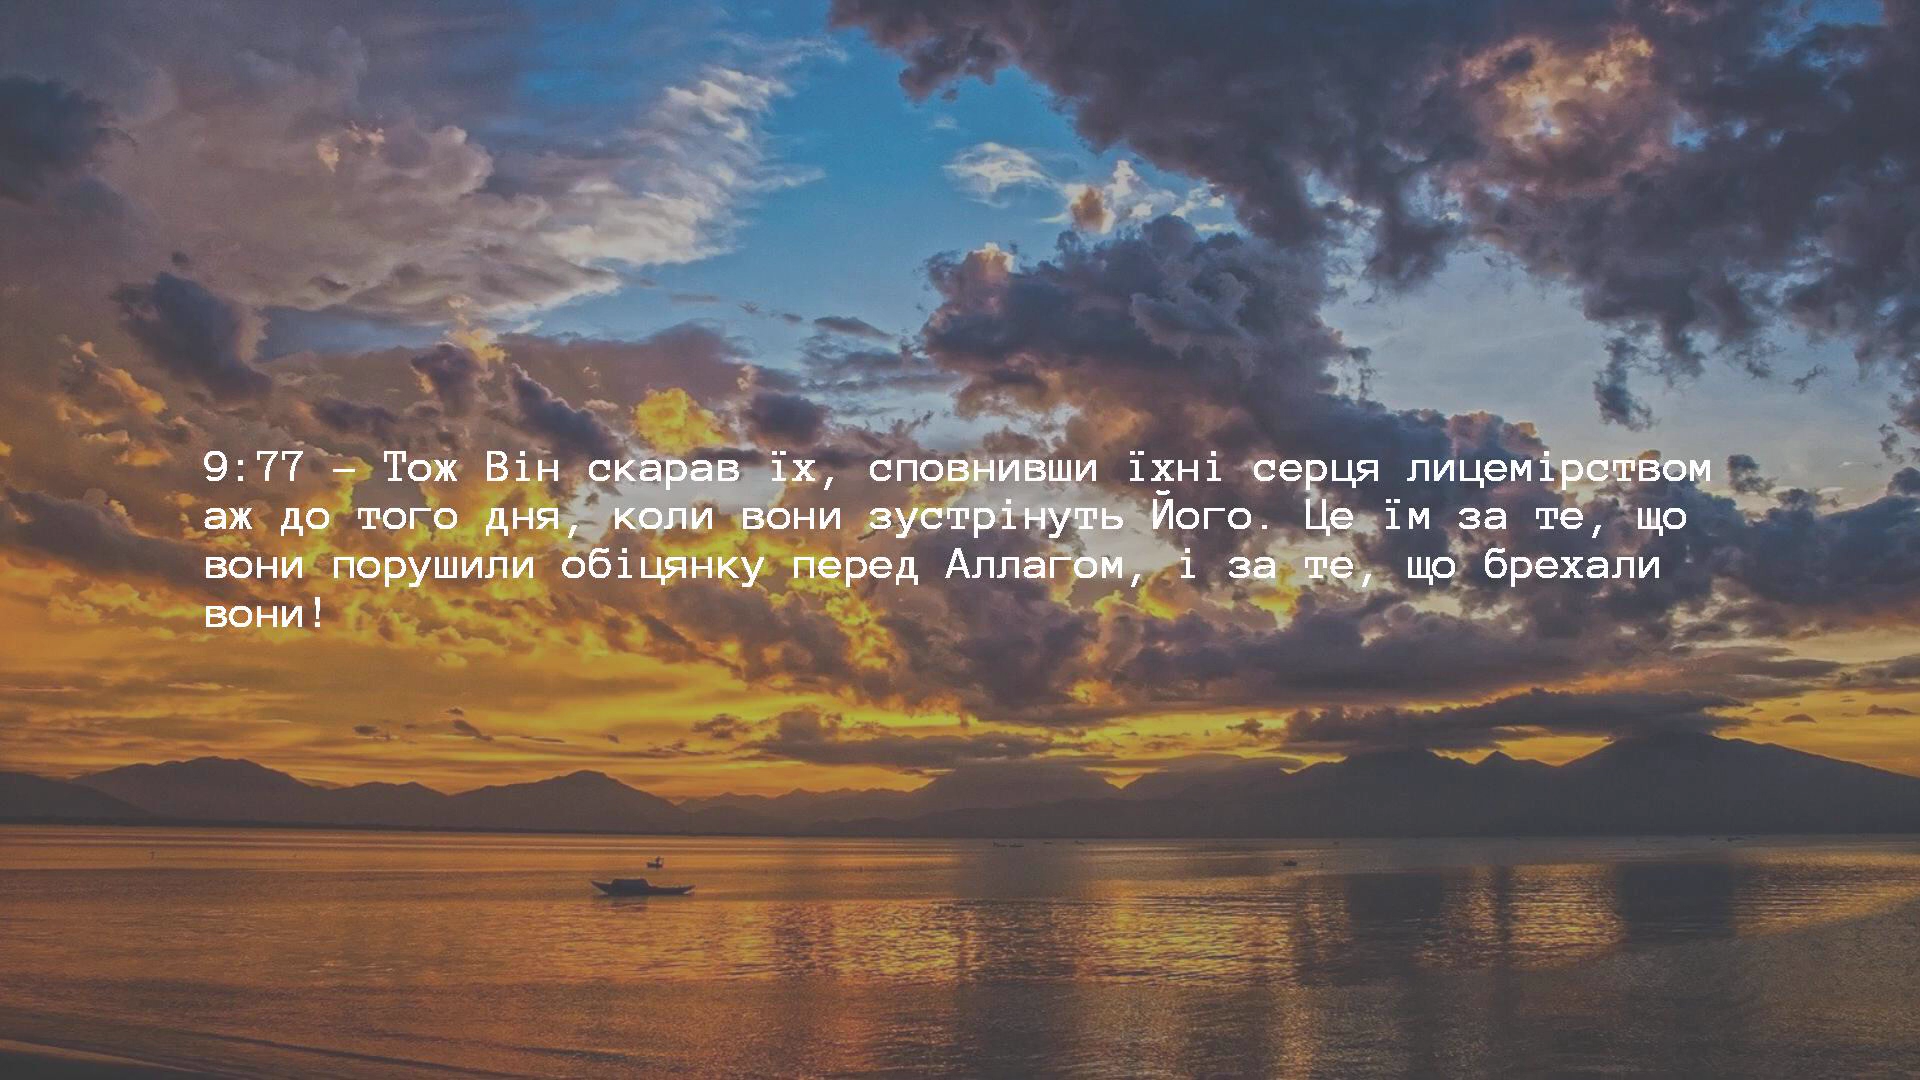 9:77 – Тож Він скарав їх, сповнивши їхні серця лицемірством
аж до того дня, коли вони зустрінуть Його. Це їм за те, що
вони порушили обіцянку перед Аллагом, і за те, що брехали
вони!